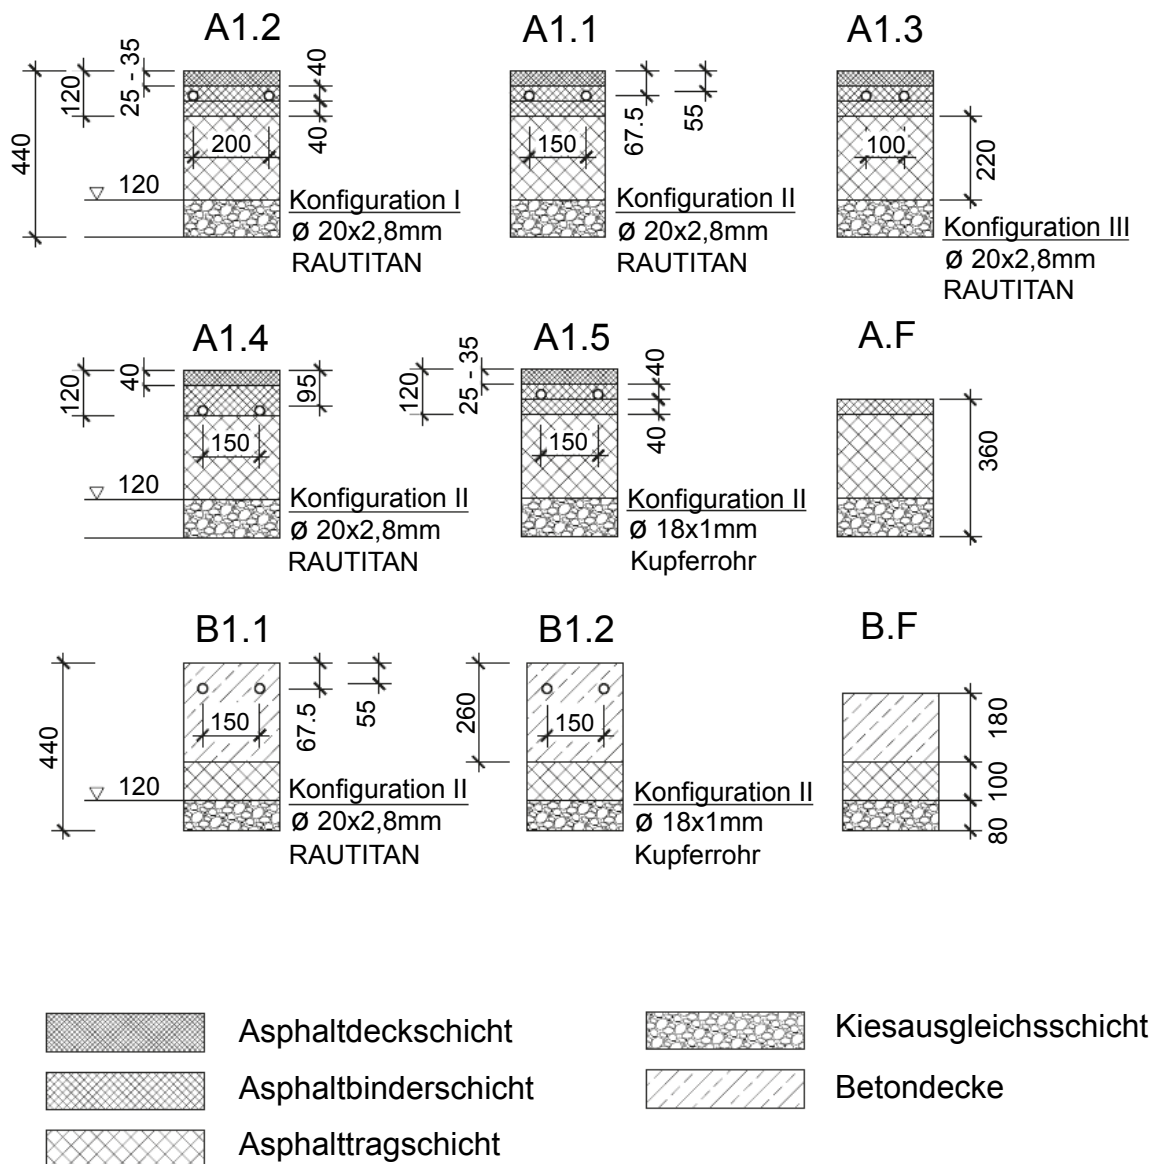 A1.2
A1.1
A1.3
440
120
25 - 35
40
40
200
120
Konfiguration I
Ø 20x2,8mm
RAUTITAN
67.5
55
150
Konfiguration II
Ø 20x2,8mm
RAUTITAN
100
220
Konfiguration III
Ø 20x2,8mm
RAUTITAN
A1.4
A1.5
A.F
120
40
95
150
120
Konfiguration II
Ø 20x2,8mm
RAUTITAN
120
25 - 35
40
40
150
Konfiguration II
Ø 18x1mm
Kupferrohr
360
B1.1
B1.2
B.F
440
120
150
67.5
55
Konfiguration II
Ø 20x2,8mm
RAUTITAN
260
150
Konfiguration II
Ø 18x1mm
Kupferrohr
180
100
80
Asphaltdeckschicht
Asphaltbinderschicht
Asphalttragschicht
Kiesausgleichsschicht
Betondecke